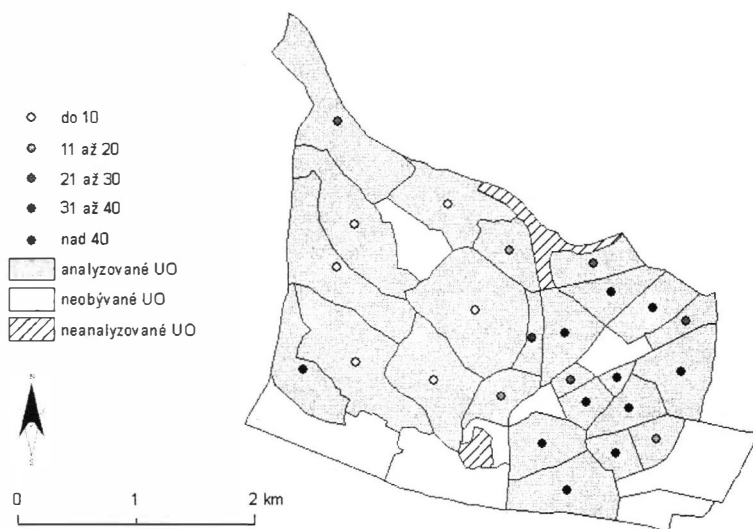 do 10
11 až 20
21 až 30
31 až 40
nad 40
analyzované UO
neobývané UO
neanalyzované UO
N
S
0 1 2 km